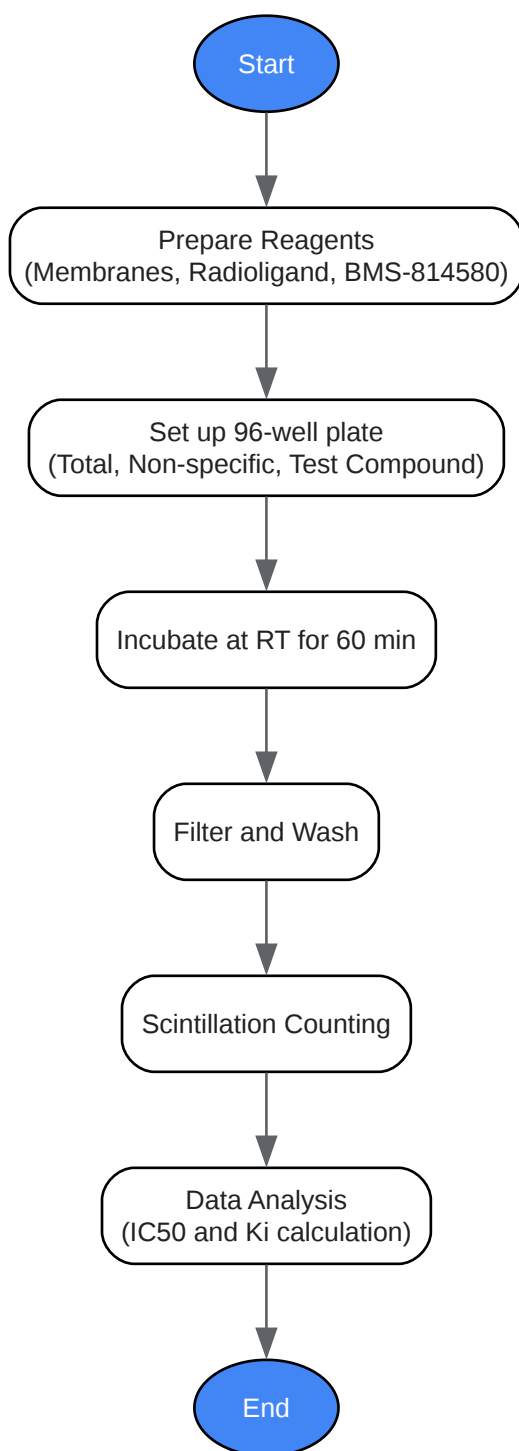 Start
Prepare Reagents
(Membranes, Radioligand, BMS-814580)
Set up 96-well plate
(Total, Non-specific, Test Compound)
Incubate at RT for 60 min
Filter and Wash
Scintillation Counting
Data Analysis
(IC50 and Ki calculation)
End